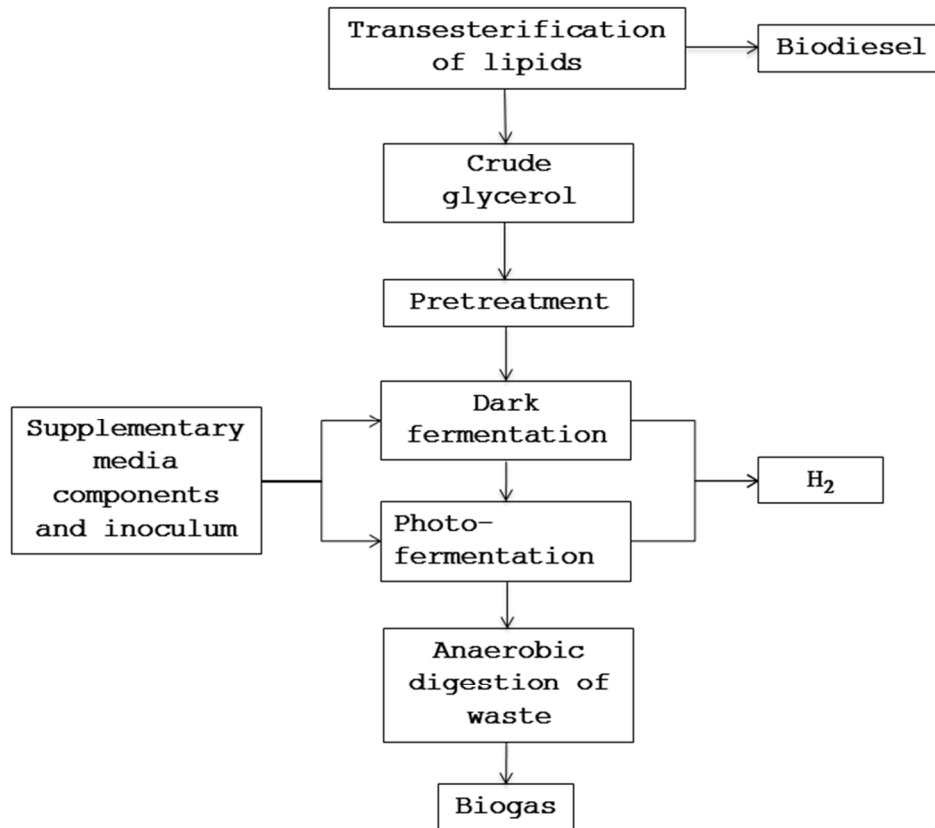 Transesterification
of lipids
Biodiesel
Crude
glycerol
Pretreatment
Dark
fermentation
Supplementary
media
components
and inoculum
H₂
Photo-
fermentation
Anaerobic
digestion of
waste
Biogas